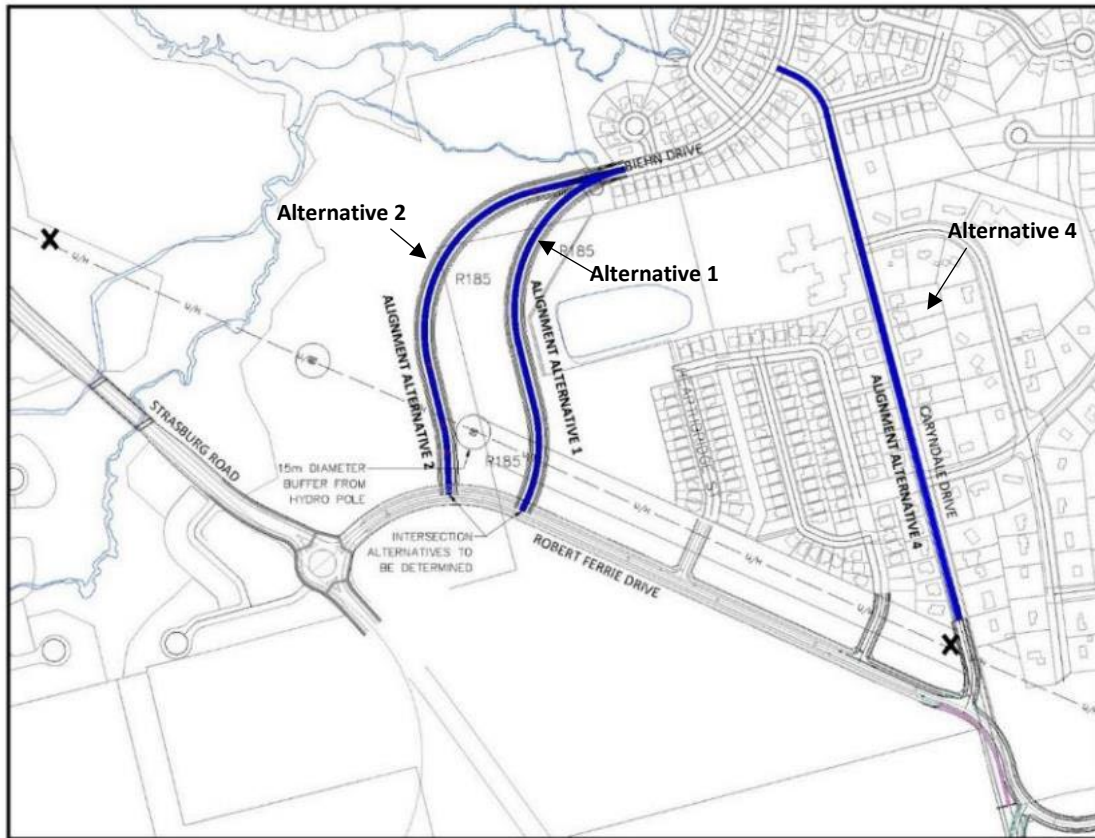 BIEHN DRIVE
Alternative 2
Alternative 4
R185
Alternative 1
R185
ALIGNMENT ALTERNATIVE 2
ALIGNMENT ALTERNATIVE 1
ALIGNMENT ALTERNATIVE 4
CARYNDALE DRIVE
STRASBURG ROAD
R185
15m DIAMETER
BUFFER FROM
HYDRO POLE
INTERSECTION
ALTERNATIVES TO
BE DETERMINED
ROBERT FERRIE DRIVE
U/H
U/H
U/H
U/H
U/H
U/H